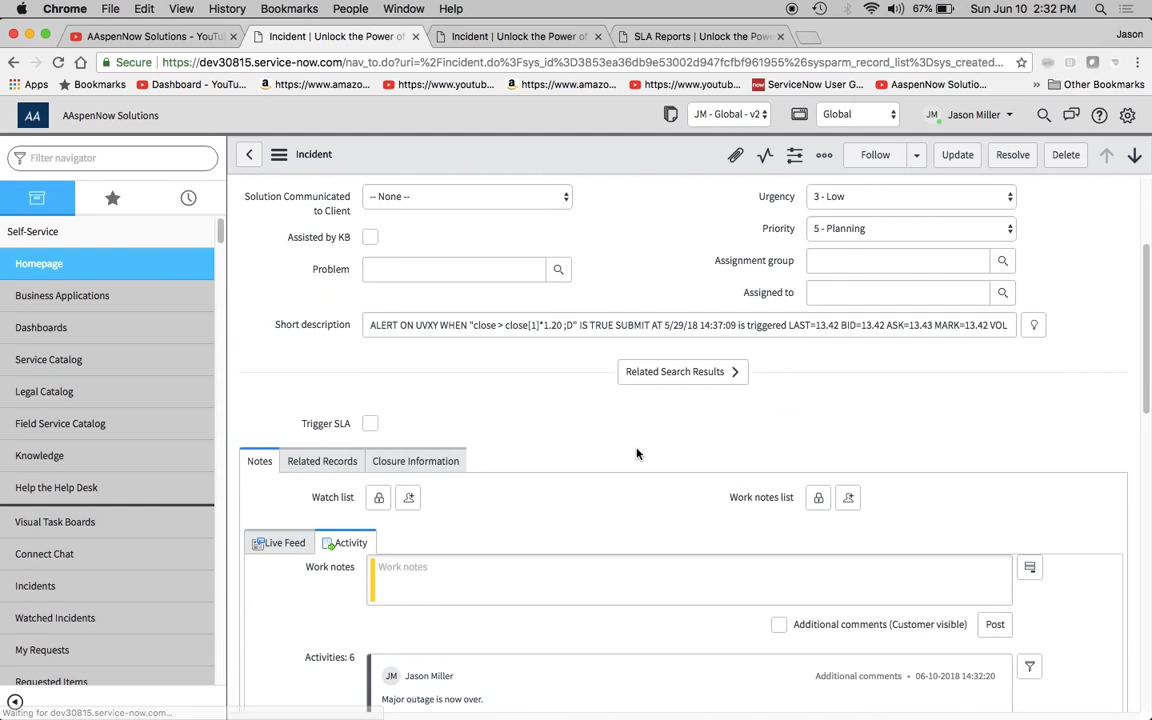 Chrome File Edit View History Bookmarks People Window Help 67% Sun Jun 10 2:32 PM
AAspenNow Solutions - YouTu Incident | Unlock the Power of Incident | Unlock the Power of SLA Reports | Unlock the Powe Jason
Secure https://dev30815.service-now.com/nav_to.do?uri=%2Fincident.do%3Fsys_id%3D3853ea36db9e53002d947fcfbf961955%26sysparm_record_list%3Dsys_created...
Apps Bookmarks Dashboard - YouTu... https://www.amazo... https://www.youtub... https://www.amazo... https://www.youtub... ServiceNow User G... AAspenNow Solutio... » Other Bookmarks
AA AAspenNow Solutions JM - Global - v2 Global JM Jason Miller
Filter navigator
Incident Follow Update Resolve Delete
Self-Service
Homepage
Business Applications
Dashboards
Service Catalog
Legal Catalog
Field Service Catalog
Knowledge
Help the Help Desk
Visual Task Boards
Connect Chat
Incidents
Watched Incidents
My Requests
Requested Items
Waiting for dev30815.service-now.com...
Solution Communicated
to Client
-- None --
Assisted by KB
Problem
Urgency 3 - Low
Priority 5 - Planning
Assignment group
Assigned to
Short description ALERT ON UVXY WHEN "close > close[1]*1.20 ;D" IS TRUE SUBMIT AT 5/29/18 14:37:09 is triggered LAST=13.42 BID=13.42 ASK=13.43 MARK=13.42 VOL
Related Search Results
Trigger SLA
Notes Related Records Closure Information
Watch list Work notes list
Live Feed Activity
Work notes Work notes
Additional comments (Customer visible) Post
Activities: 6
JM Jason Miller Additional comments • 06-10-2018 14:32:20
Major outage is now over.